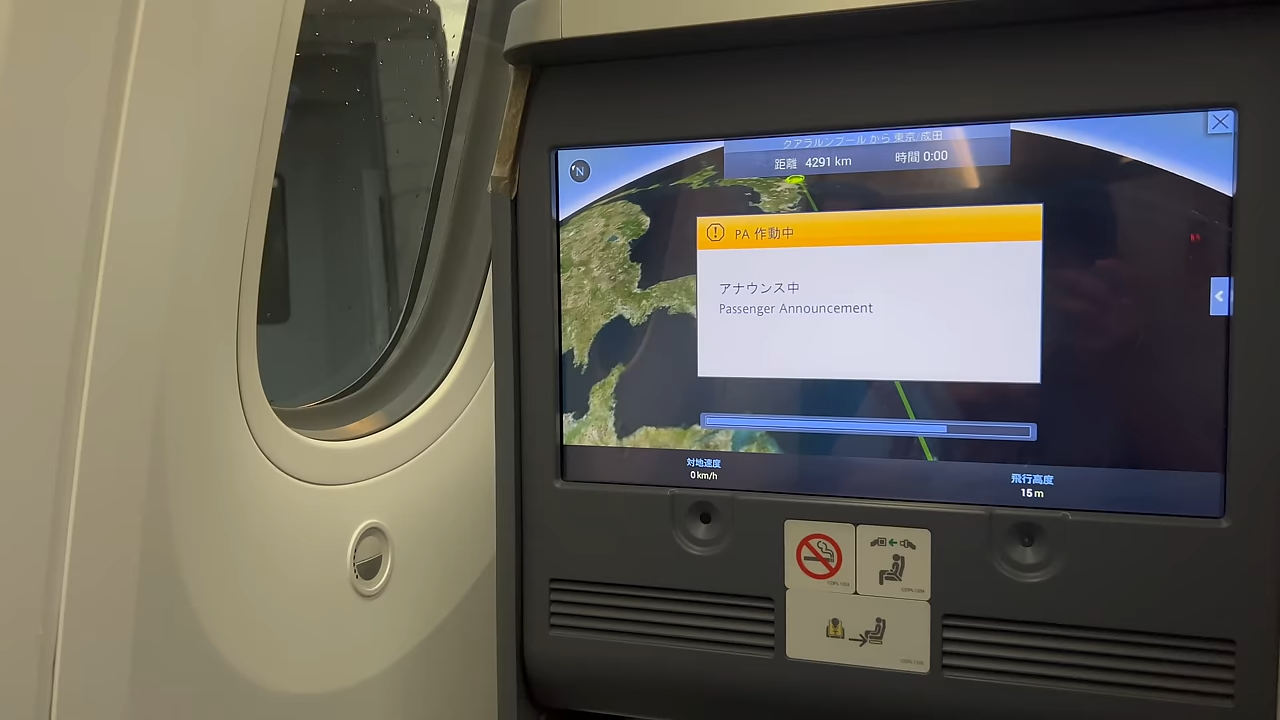 クアラルンプール から 東京/成田
距離 4291 km 時間 0:00
N
PA 作動中
アナウンス中
Passenger Announcement
対地速度
0 km/h
飛行高度
15 m